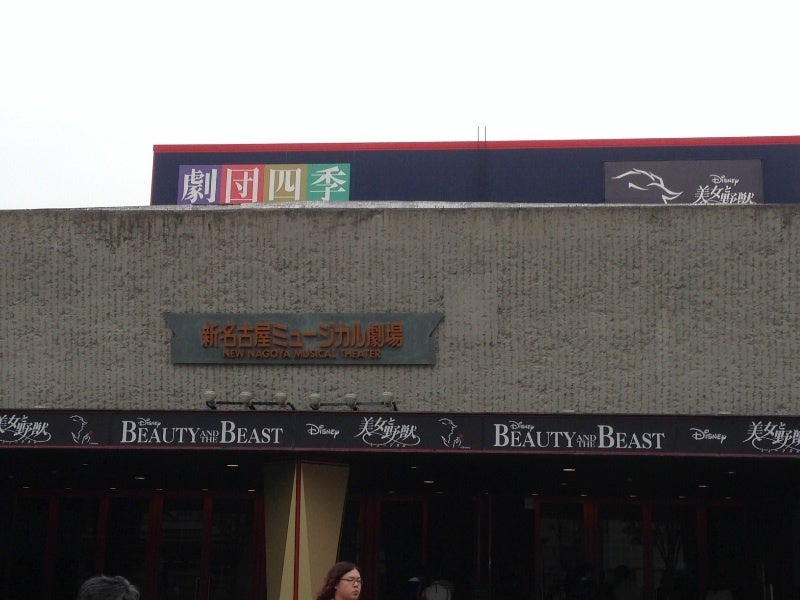 劇団四季
Disney
美女と野獣
新名古屋ミュージカル劇場
NEW NAGOYA MUSICAL THEATER
美女と野獣
Disney
BEAUTY AND THE BEAST
Disney
美女と野獣
Disney
BEAUTY AND THE BEAST
Disney
美女と野獣